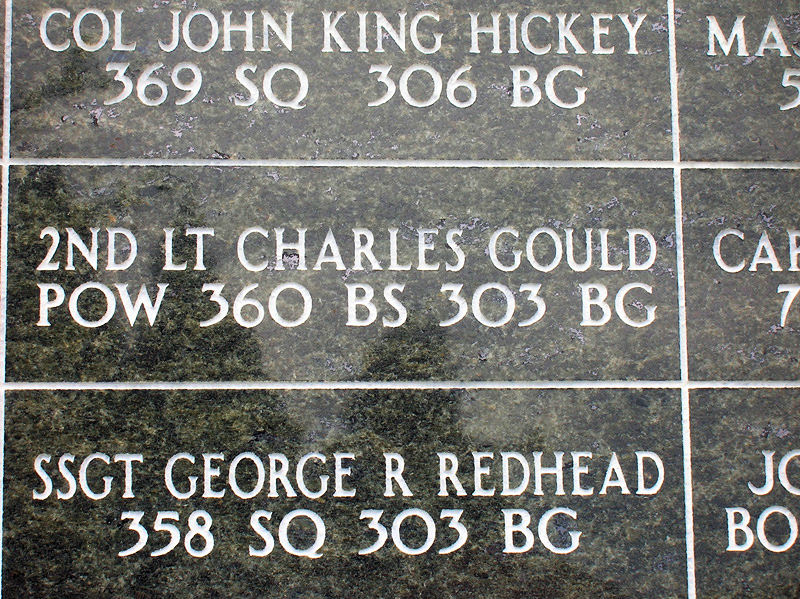 COL JOHN KING HICKEY
369 SQ 306 BG
2ND LT CHARLES GOULD
POW 360 BS 303 BG
SSGT GEORGE R REDHEAD
358 SQ 303 BG